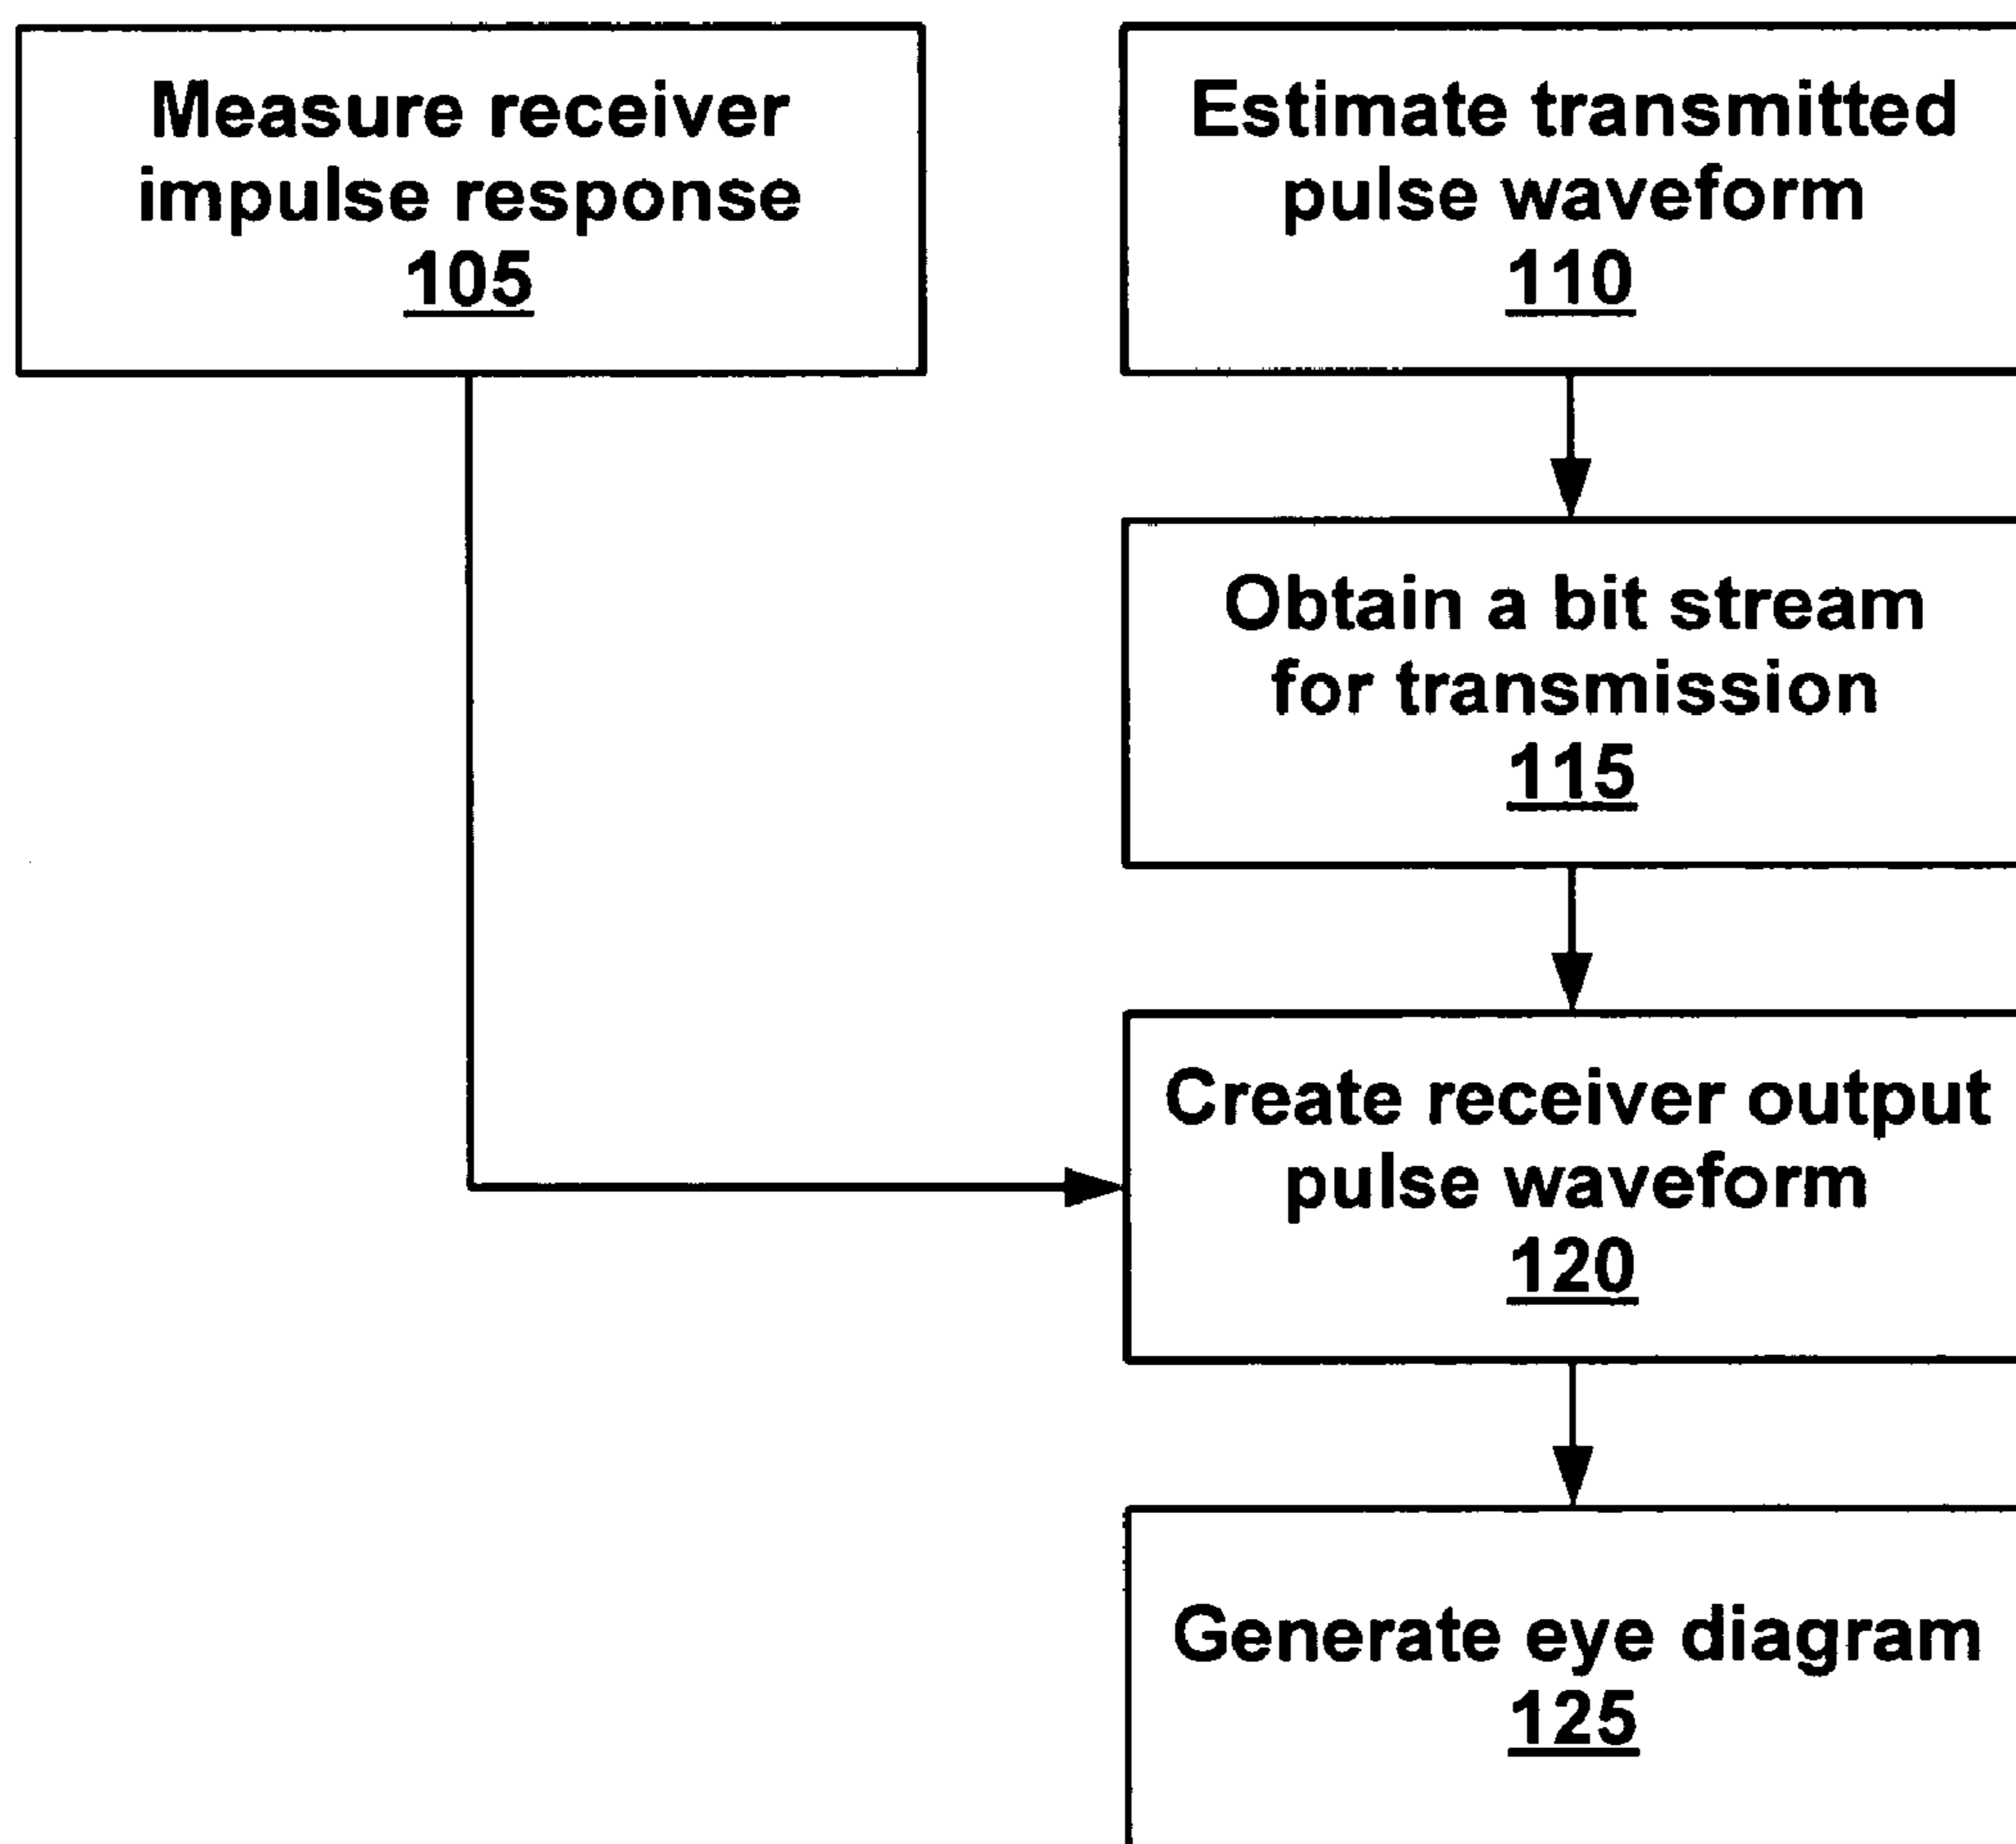 Measure receiver
impulse response
105
Estimate transmitted
pulse waveform
110
Obtain a bit stream
for transmission
115
Create receiver output
pulse waveform
120
Generate eye diagram
125